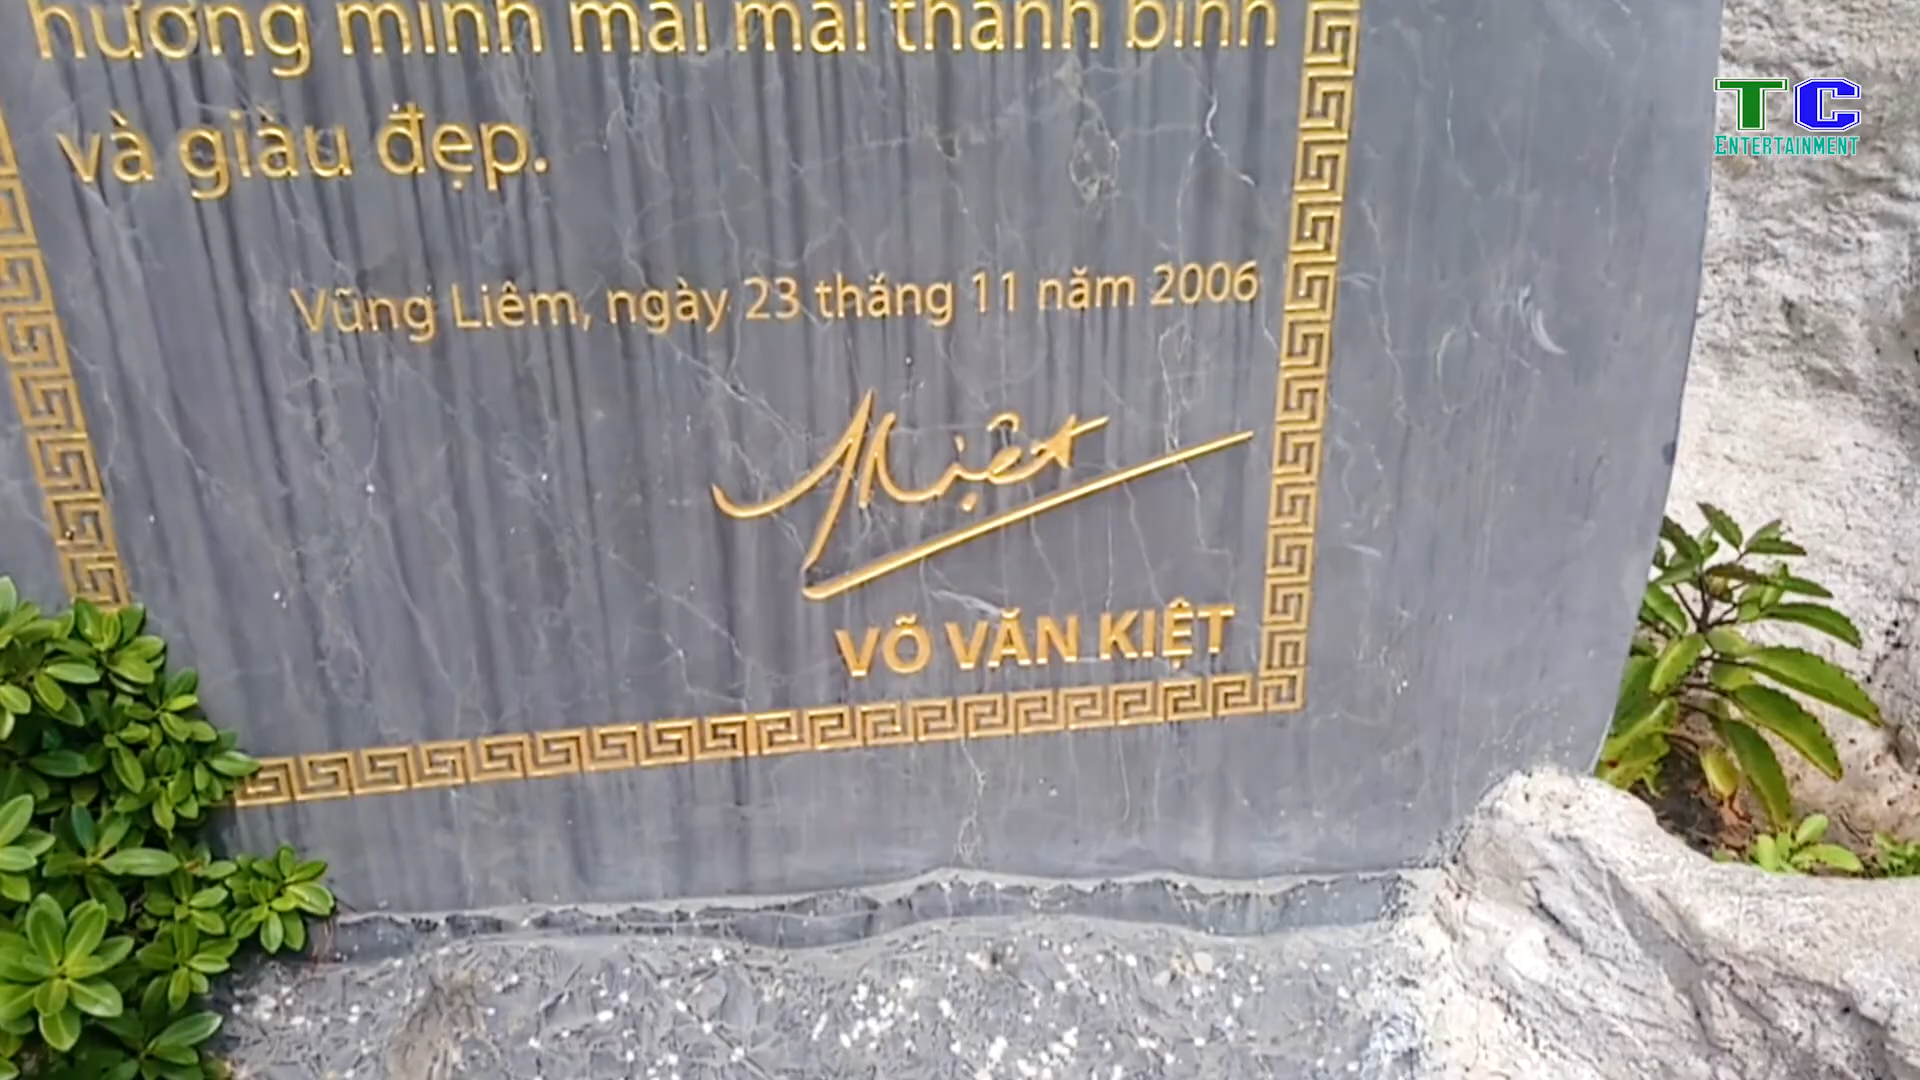 hương mình mãi mãi thanh bình
và giàu đẹp.
Vũng Liêm, ngày 23 tháng 11 năm 2006
Kiệt
VÕ VĂN KIỆT
TC
ENTERTAINMENT